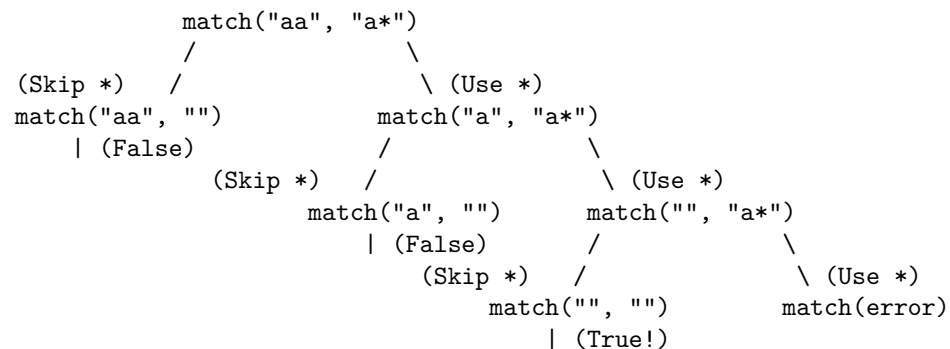 match("aa", "a*")
/ \
(Skip *) / \ (Use *)
match("aa", "") match("a", "a*")
| (False) / \
(Skip *) / \ (Use *)
match("a", "") match("", "a*")
| (False) / \
(Skip *) / \ (Use *)
match("", "") match(error)
| (True!)